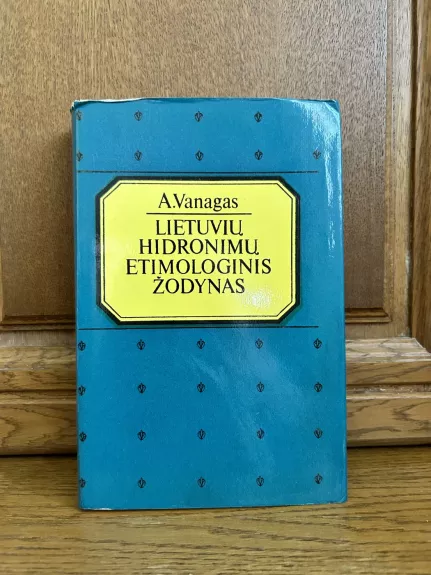 A.Vanagas
LIETUVIŲ
HIDRONIMŲ
ETIMOLOGINIS
ŽODYNAS